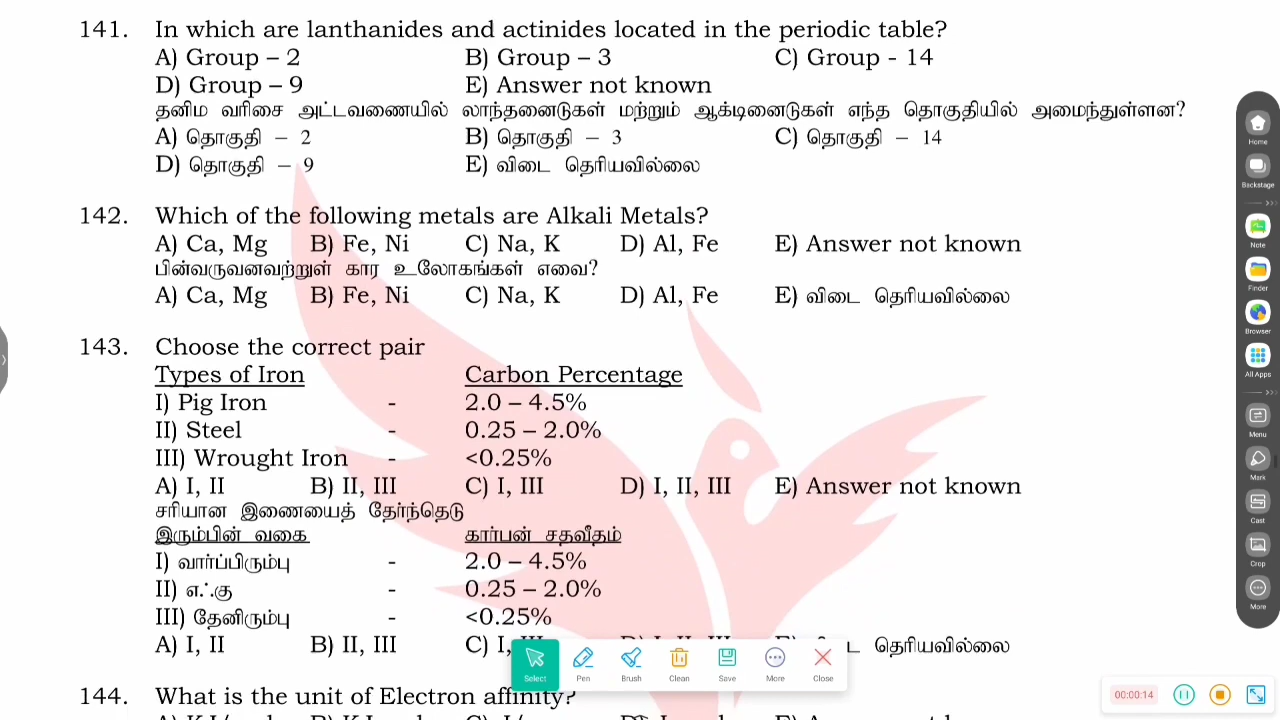 141. In which are lanthanides and actinides located in the periodic table?
A) Group – 2 B) Group – 3 C) Group - 14
D) Group – 9 E) Answer not known
தனிம வரிசை அட்டவணையில் லாந்தனைடுகள் மற்றும் ஆக்டினைடுகள் எந்த தொகுதியில் அமைந்துள்ளன?
A) தொகுதி – 2 B) தொகுதி – 3 C) தொகுதி – 14
D) தொகுதி – 9 E) விடை தெரியவில்லை
142. Which of the following metals are Alkali Metals?
A) Ca, Mg B) Fe, Ni C) Na, K D) Al, Fe E) Answer not known
பின்வருவனவற்றுள் கார உலோகங்கள் எவை?
A) Ca, Mg B) Fe, Ni C) Na, K D) Al, Fe E) விடை தெரியவில்லை
143. Choose the correct pair
Types of Iron Carbon Percentage
I) Pig Iron - 2.0 – 4.5%
II) Steel - 0.25 – 2.0%
III) Wrought Iron - <0.25%
A) I, II B) II, III C) I, III D) I, II, III E) Answer not known
சரியான இணையைத் தேர்ந்தெடு
இரும்பின் வகை கார்பன் சதவீதம்
I) வார்ப்பிரும்பு - 2.0 – 4.5%
II) எஃகு - 0.25 – 2.0%
III) தேனிரும்பு - <0.25%
A) I, II B) II, III C) I, தெரியவில்லை
144. What is the unit of Electron affinity?
Home
Backstage
Note
Finder
Browser
All Apps
Menu
Mark
Cast
Crop
More
Select Pen Brush Clean Save More Close
00:00:14